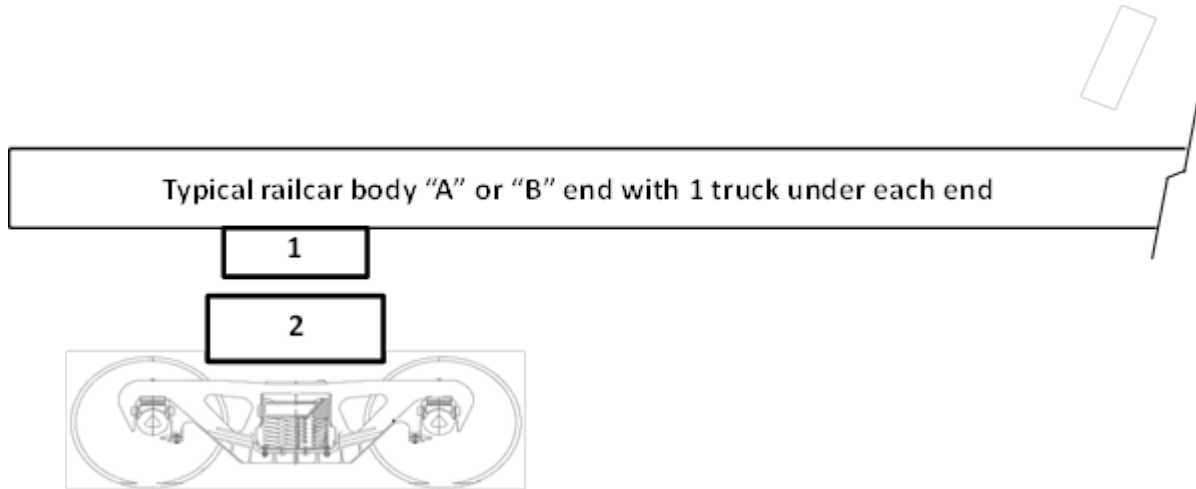 Typical railcar body “A” or “B” end with 1 truck under each end
1
2